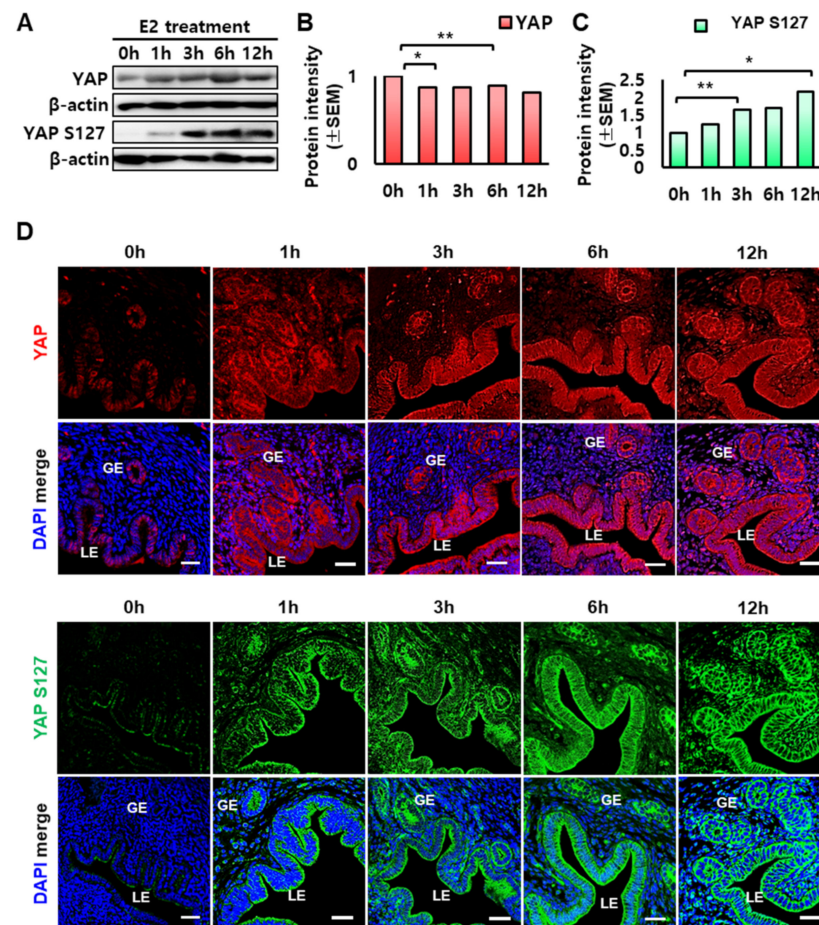 A
E2 treatment
0h 1h 3h 6h 12h
YAP
β-actin
YAP S127
β-actin
B
YAP
** 
*
Protein intensity
(±SEM)
1
0
0h 1h 3h 6h 12h
C
YAP S127
*
**
Protein intensity
(±SEM)
2.5
2
1.5
1
0.5
0
0h 1h 3h 6h 12h
D
0h 1h 3h 6h 12h
YAP
DAPI merge
GE GE GE GE GE
LE LE LE LE LE
0h 1h 3h 6h 12h
YAP S127
DAPI merge
GE GE GE GE GE
LE LE LE LE LE